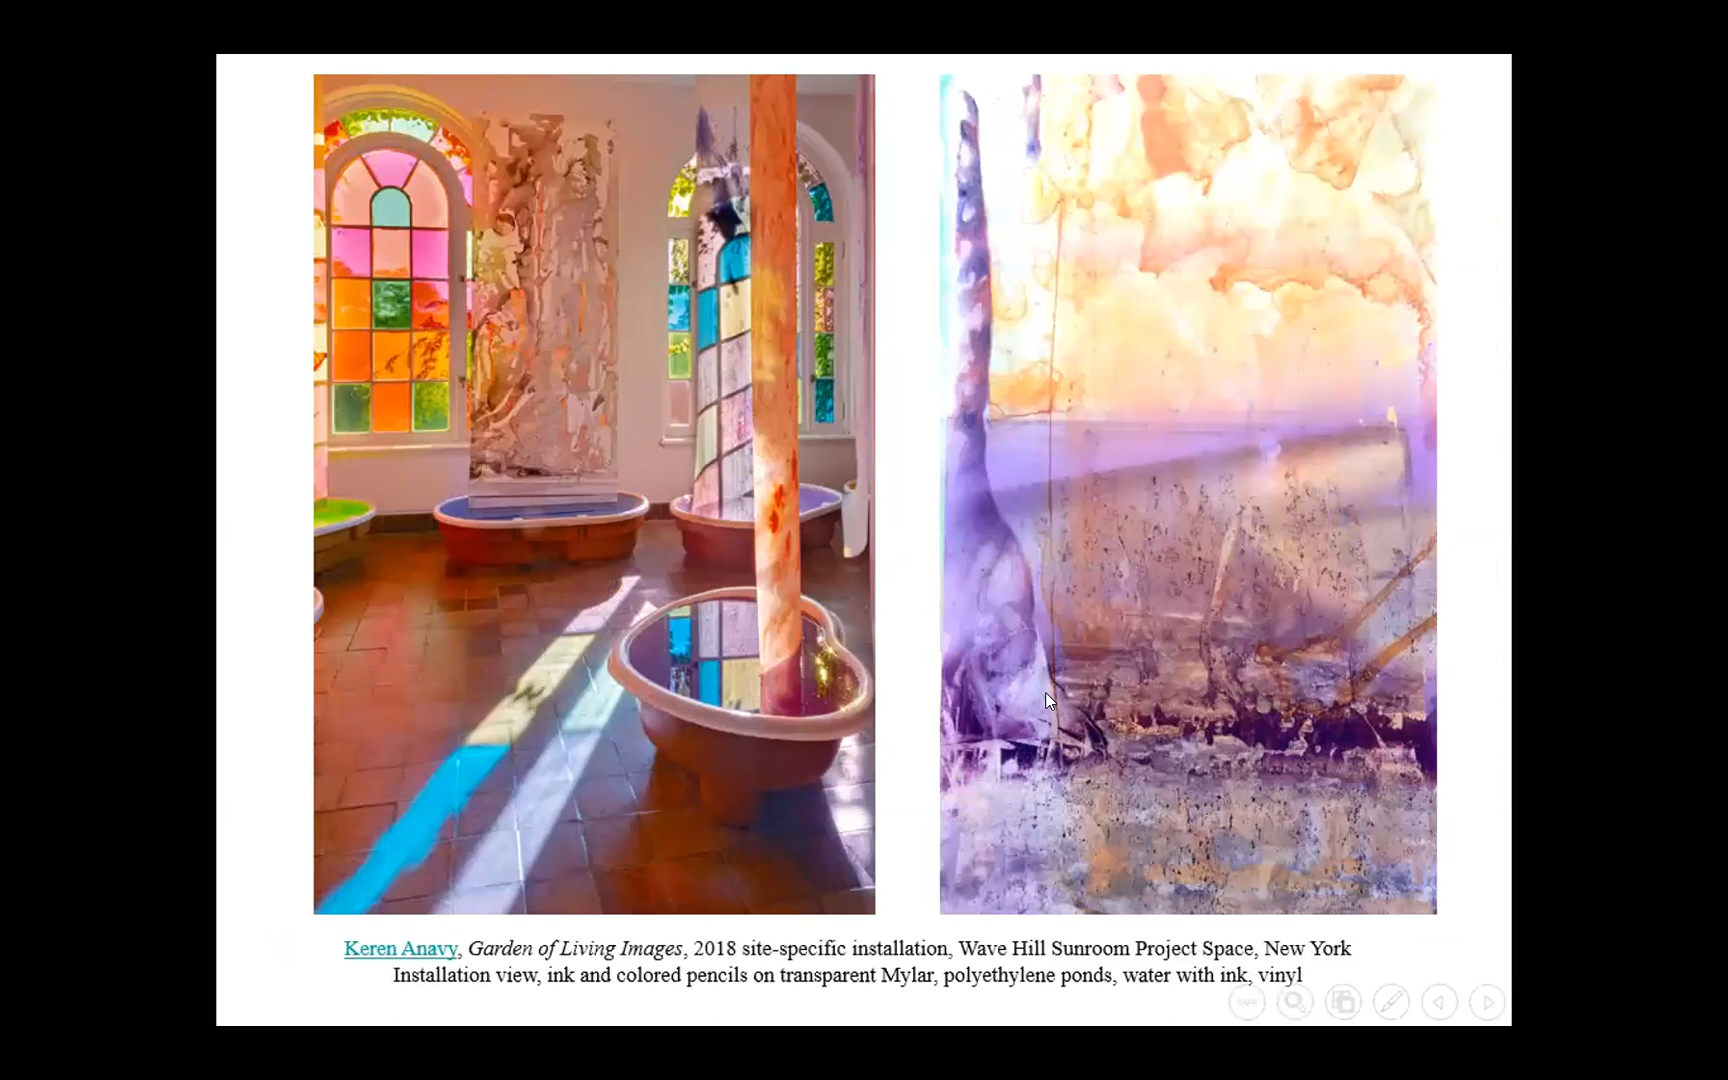 Keren Anavy, Garden of Living Images, 2018 site-specific installation, Wave Hill Sunroom Project Space, New York
Installation view, ink and colored pencils on transparent Mylar, polyethylene ponds, water with ink, vinyl